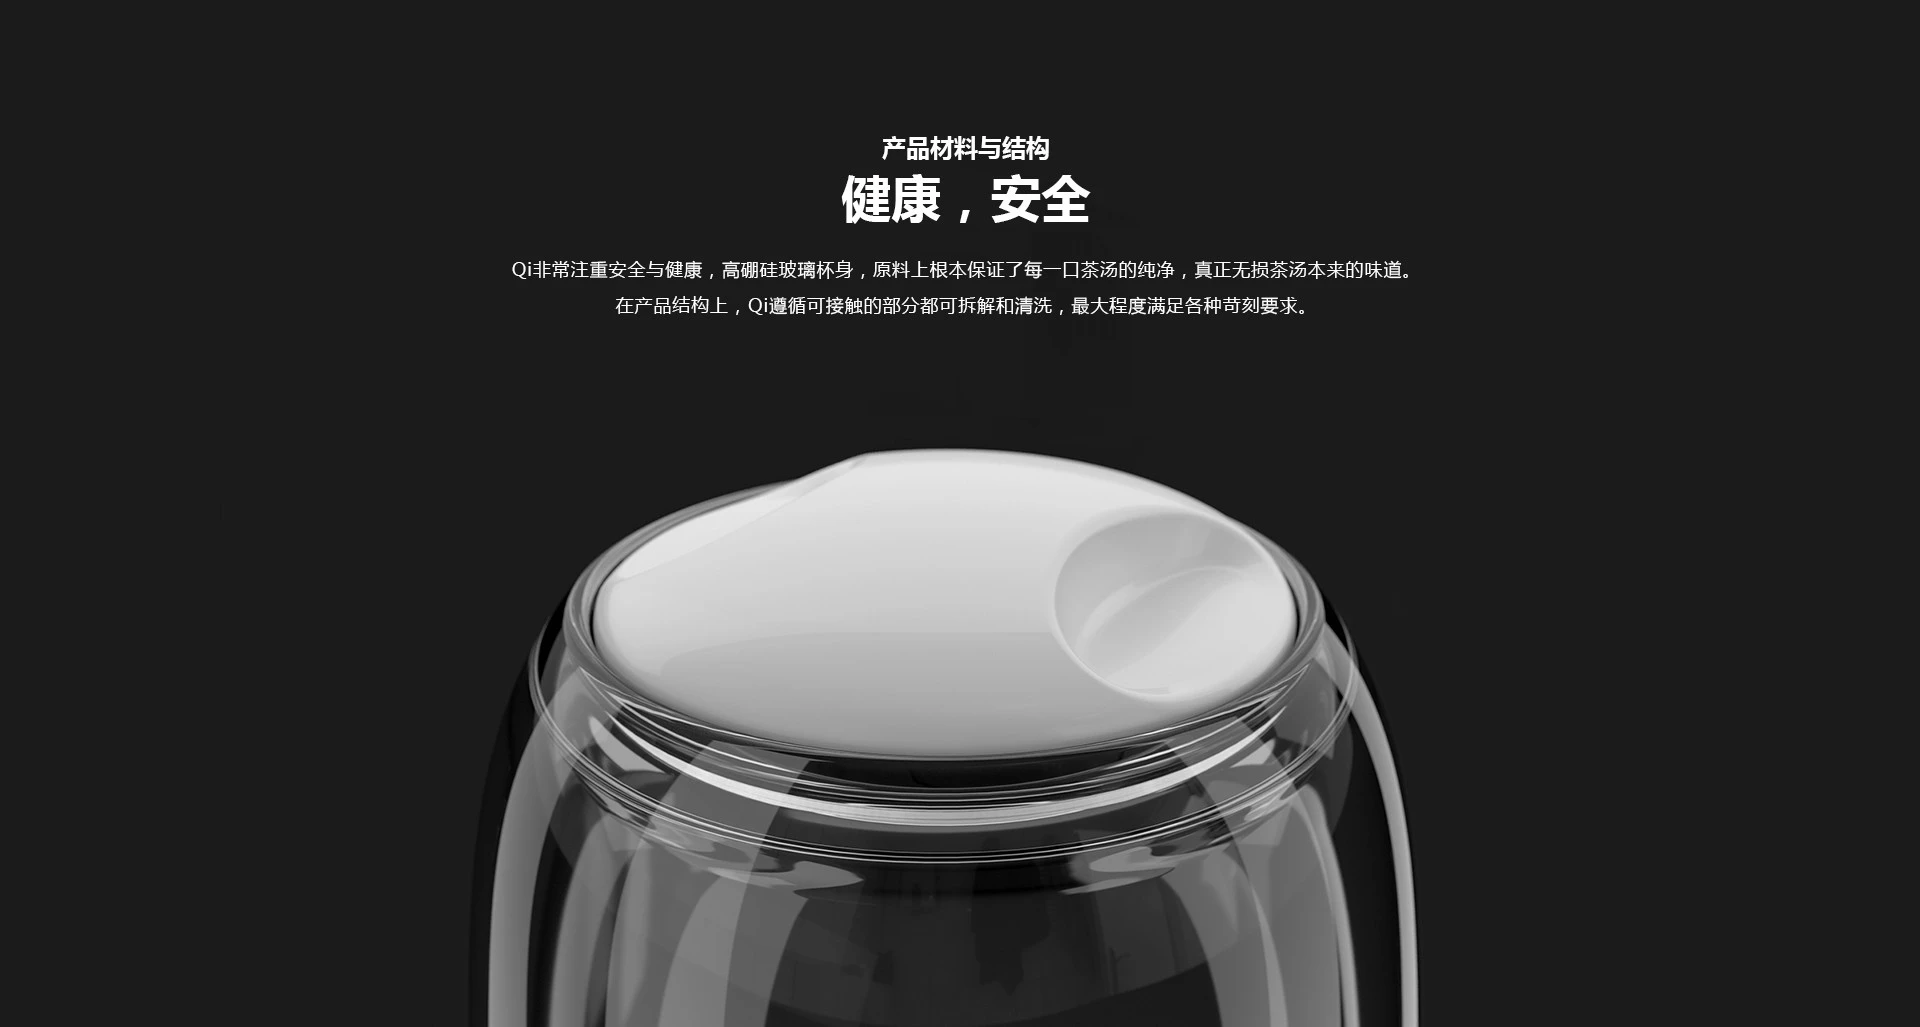 产品材料与结构
健康，安全
Qi非常注重安全与健康，高硼硅玻璃杯身，原料上根本保证了每一口茶汤的纯净，真正无损茶汤本来的味道。
在产品结构上，Qi遵循可接触的部分都可拆解和清洗，最大程度满足各种苛刻要求。